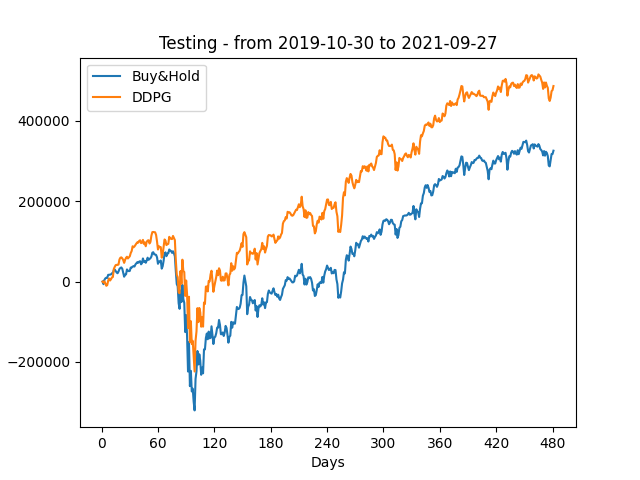 Testing - from 2019-10-30 to 2021-09-27
Buy&Hold
DDPG
400000
200000
0
−200000
0 60 120 180 240 300 360 420 480
Days